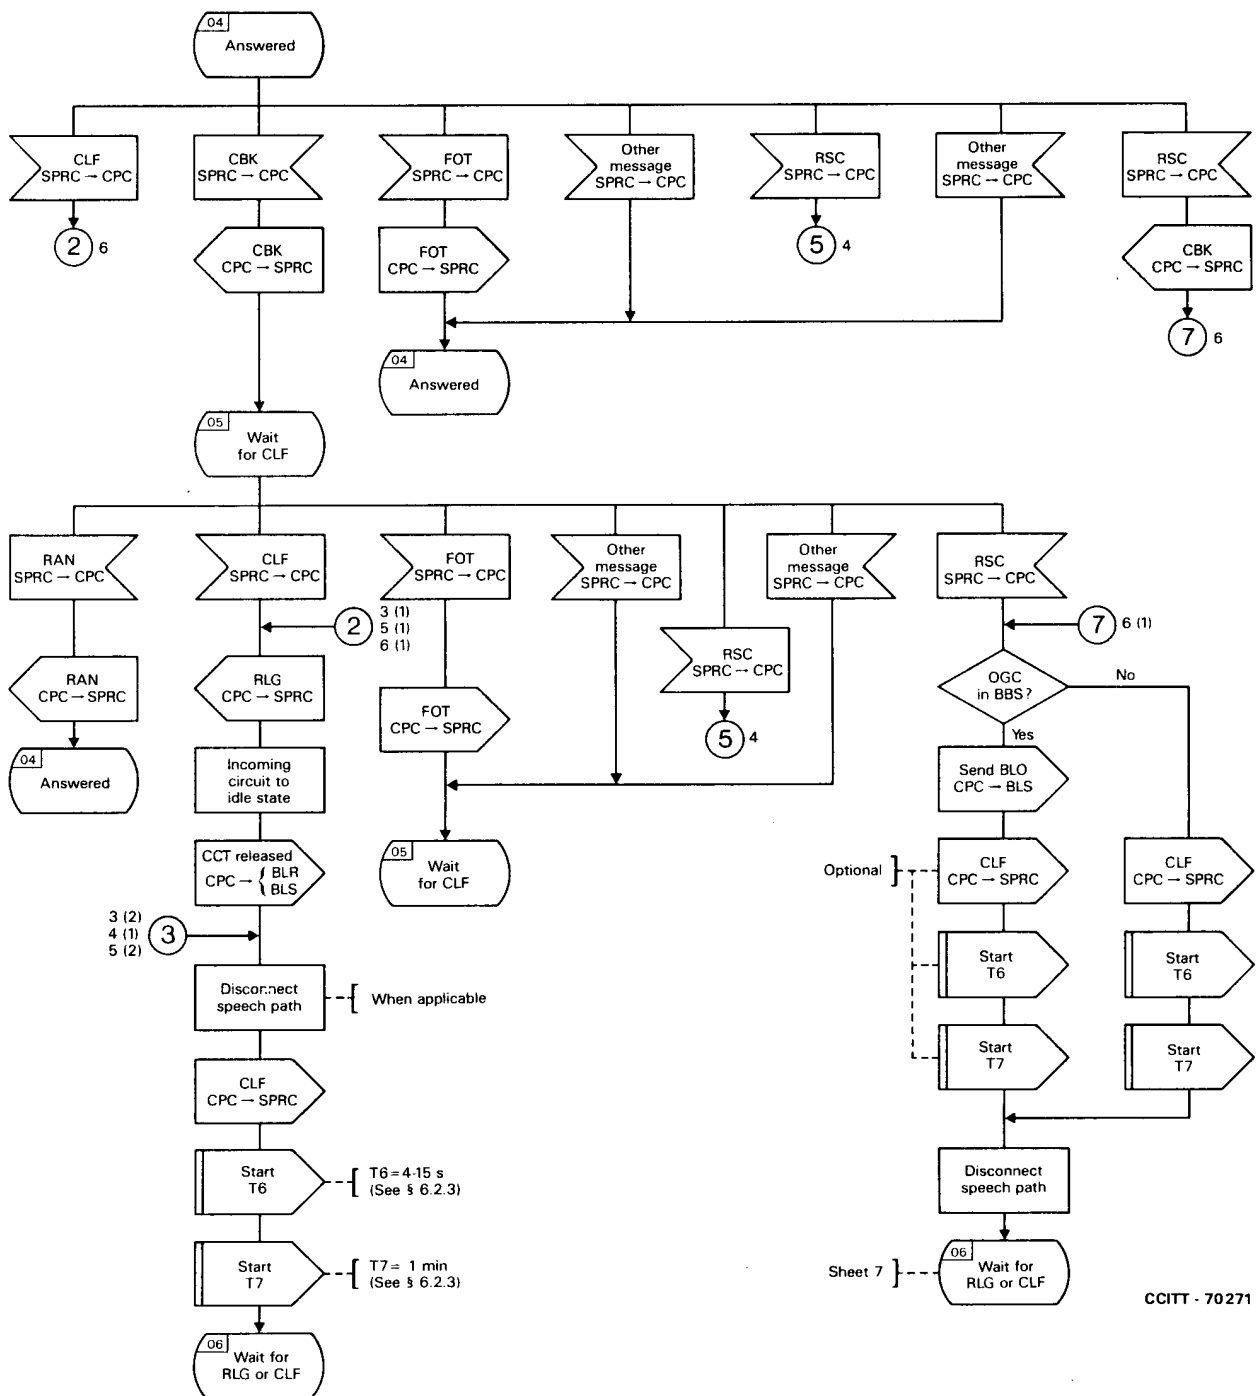 04
Answered
CLF
SPRC → CPC
CBK
SPRC → CPC
FOT
SPRC → CPC
Other
message
SPRC → CPC
RSC
SPRC → CPC
Other
message
SPRC → CPC
RSC
SPRC → CPC
2 6
CBK
CPC → SPRC
FOT
CPC → SPRC
5 4
CBK
CPC → SPRC
7 6
04
Answered
05
Wait
for CLF
RAN
SPRC → CPC
CLF
SPRC → CPC
FOT
SPRC → CPC
Other
message
SPRC → CPC
Other
message
SPRC → CPC
RSC
SPRC → CPC
2
3 (1)
5 (1)
6 (1)
7 6 (1)
RSC
SPRC → CPC
RAN
CPC → SPRC
RLG
CPC → SPRC
FOT
CPC → SPRC
5 4
OGC
in BBS?
No
Yes
04
Answered
Incoming
circuit to
idle state
Send BLO
CPC → BLS
CCT released
CPC → { BLR
BLS
05
Wait
for CLF
Optional
CLF
CPC → SPRC
CLF
CPC → SPRC
3 (2)
4 (1)
5 (2)
3
Start
T6
Start
T6
Disconnect
speech path
When applicable
Start
T7
Start
T7
CLF
CPC → SPRC
Start
T6
T6 = 4-15 s
(See § 6.2.3)
Disconnect
speech path
Start
T7
T7 = 1 min
(See § 6.2.3)
Sheet 7
06
Wait for
RLG or CLF
CCITT - 70271
06
Wait for
RLG or CLF